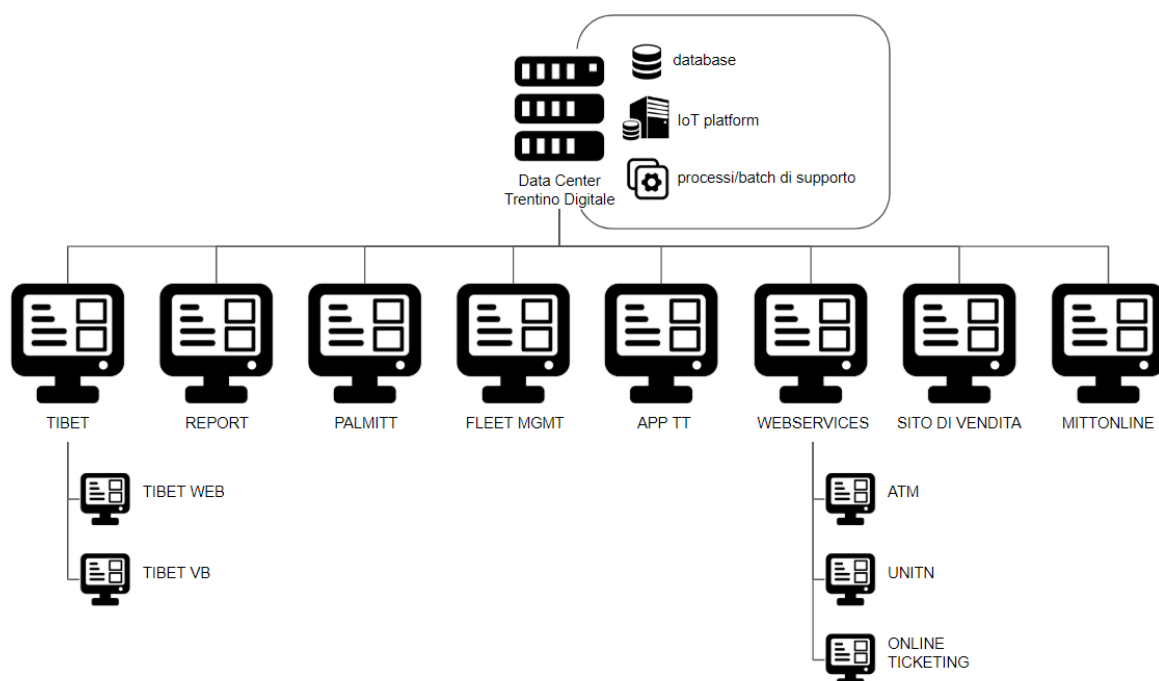 database
IoT platform
processi/batch di supporto
Data Center
Trentino Digitale
TIBET
REPORT
PALMITT
FLEET MGMT
APP TT
WEBSERVICES
SITO DI VENDITA
MITTONLINE
TIBET WEB
TIBET VB
ATM
UNITN
ONLINE
TICKETING